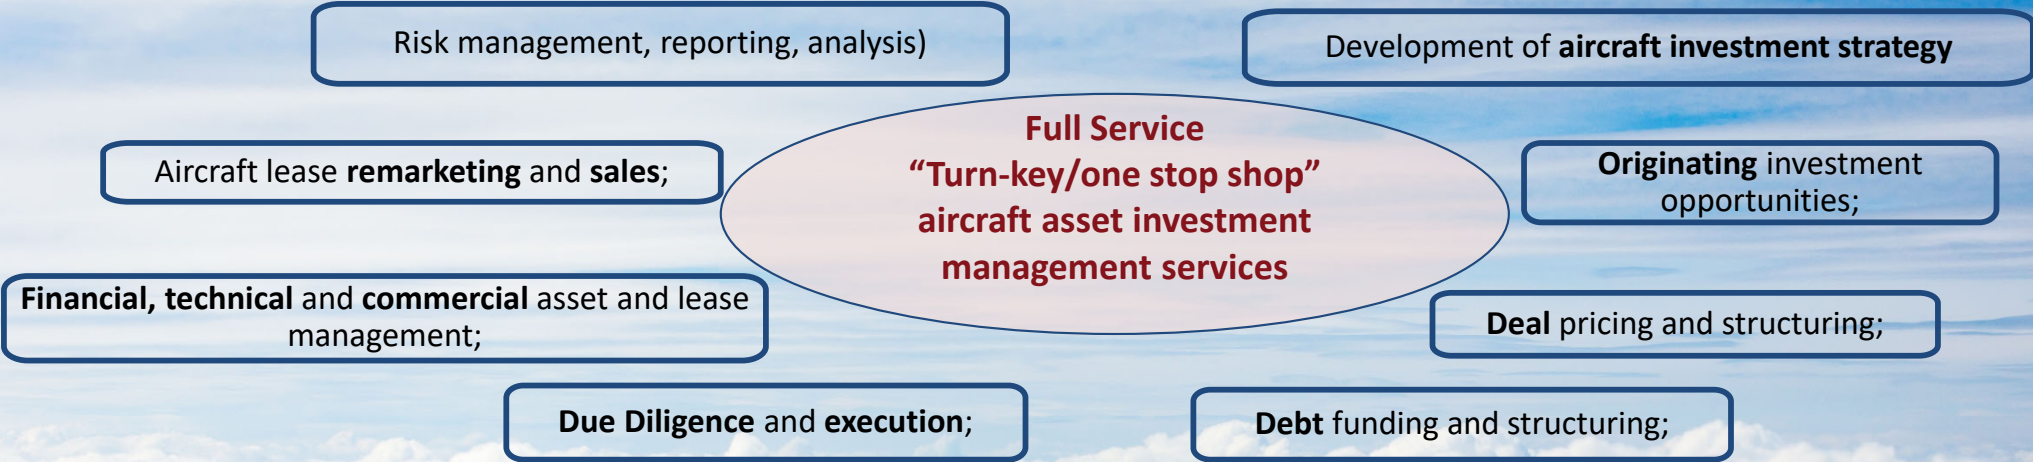 Risk management, reporting, analysis)
Development of aircraft investment strategy
Full Service
“Turn-key/one stop shop”
aircraft asset investment
management services
Aircraft lease remarketing and sales;
Originating investment
opportunities;
Financial, technical and commercial asset and lease
management;
Deal pricing and structuring;
Due Diligence and execution;
Debt funding and structuring;